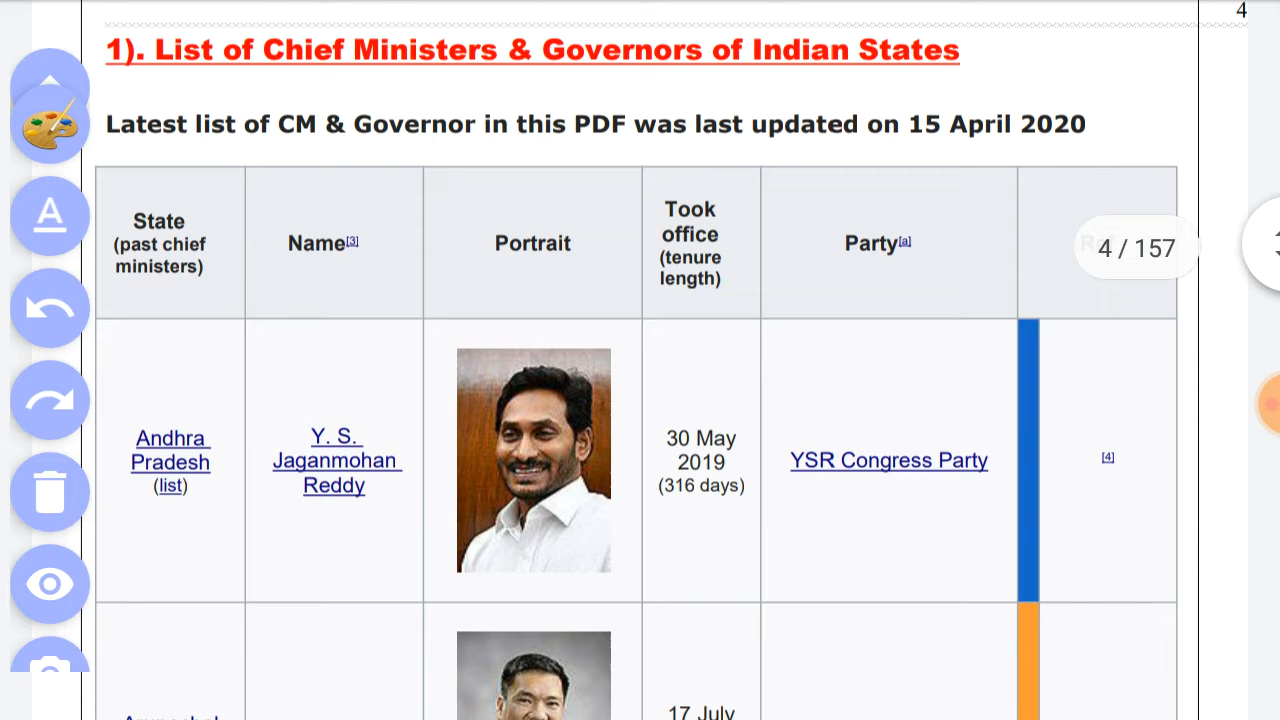 4
1). List of Chief Ministers & Governors of Indian States
Latest list of CM & Governor in this PDF was last updated on 15 April 2020
State
(past chief
ministers)
Name[3]
Portrait
Took
office
(tenure
length)
Party[a]
4 / 157
Andhra
Pradesh
(list)
Y. S.
Jaganmohan
Reddy
30 May
2019
(316 days)
YSR Congress Party
[4]
17 July